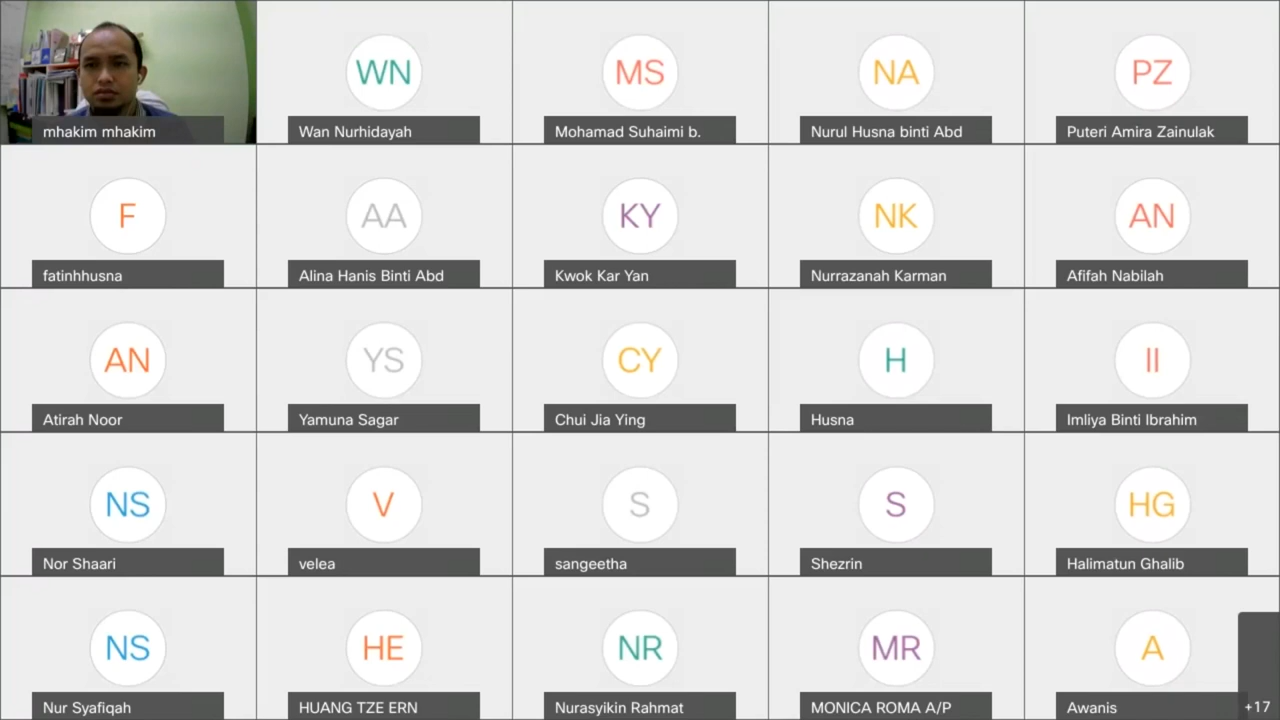 WN
MS
NA
PZ
mhakim mhakim
Wan Nurhidayah
Mohamad Suhaimi b.
Nurul Husna binti Abd
Puteri Amira Zainulak
F
AA
KY
NK
AN
fatinhhusna
Alina Hanis Binti Abd
Kwok Kar Yan
Nurrazanah Karman
Afifah Nabilah
AN
YS
CY
H
II
Atirah Noor
Yamuna Sagar
Chui Jia Ying
Husna
Imliya Binti Ibrahim
NS
V
S
S
HG
Nor Shaari
velea
sangeetha
Shezrin
Halimatun Ghalib
NS
HE
NR
MR
A
Nur Syafiqah
HUANG TZE ERN
Nurasyikin Rahmat
MONICA ROMA A/P
Awanis
+17